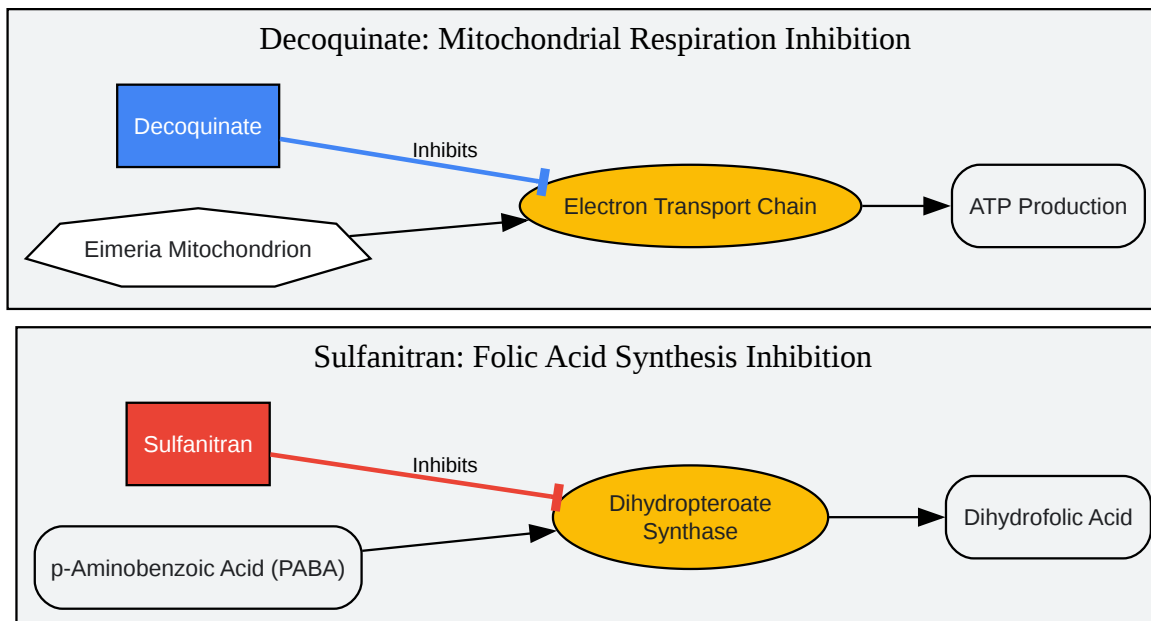 Decoquinate: Mitochondrial Respiration Inhibition
Decoquinate
Inhibits
Electron Transport Chain
ATP Production
Eimeria Mitochondrion
Sulfanitran: Folic Acid Synthesis Inhibition
Sulfanitran
Inhibits
Dihydropteroate
Synthase
Dihydrofolic Acid
p-Aminobenzoic Acid (PABA)